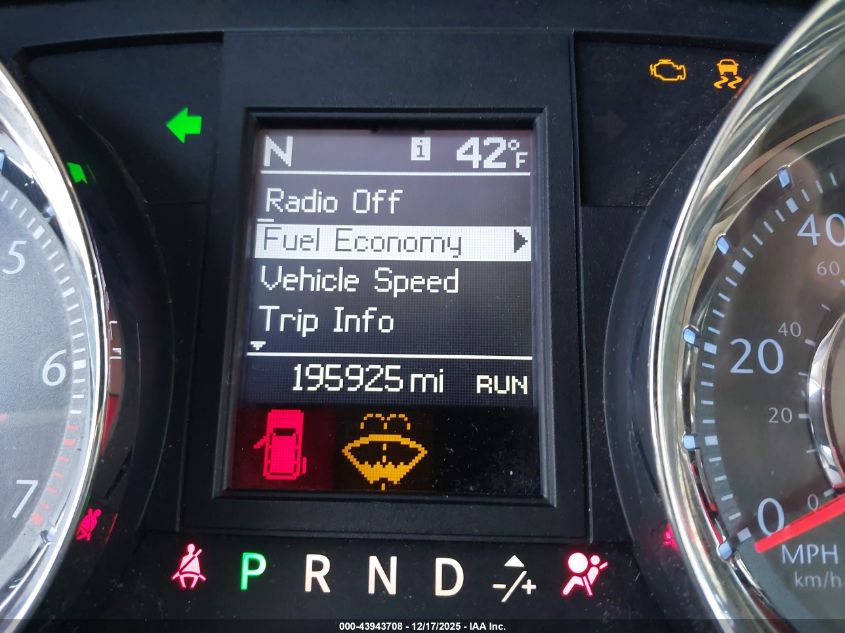 N i 42°F
Radio Off
Fuel Economy
Vehicle Speed
Trip Info
195925 mi RUN
P R N D -/+
5
6
7
40
60
40
20
20
0
0
MPH
km/h
000-43943708 - 12/17/2025 - IAA Inc.